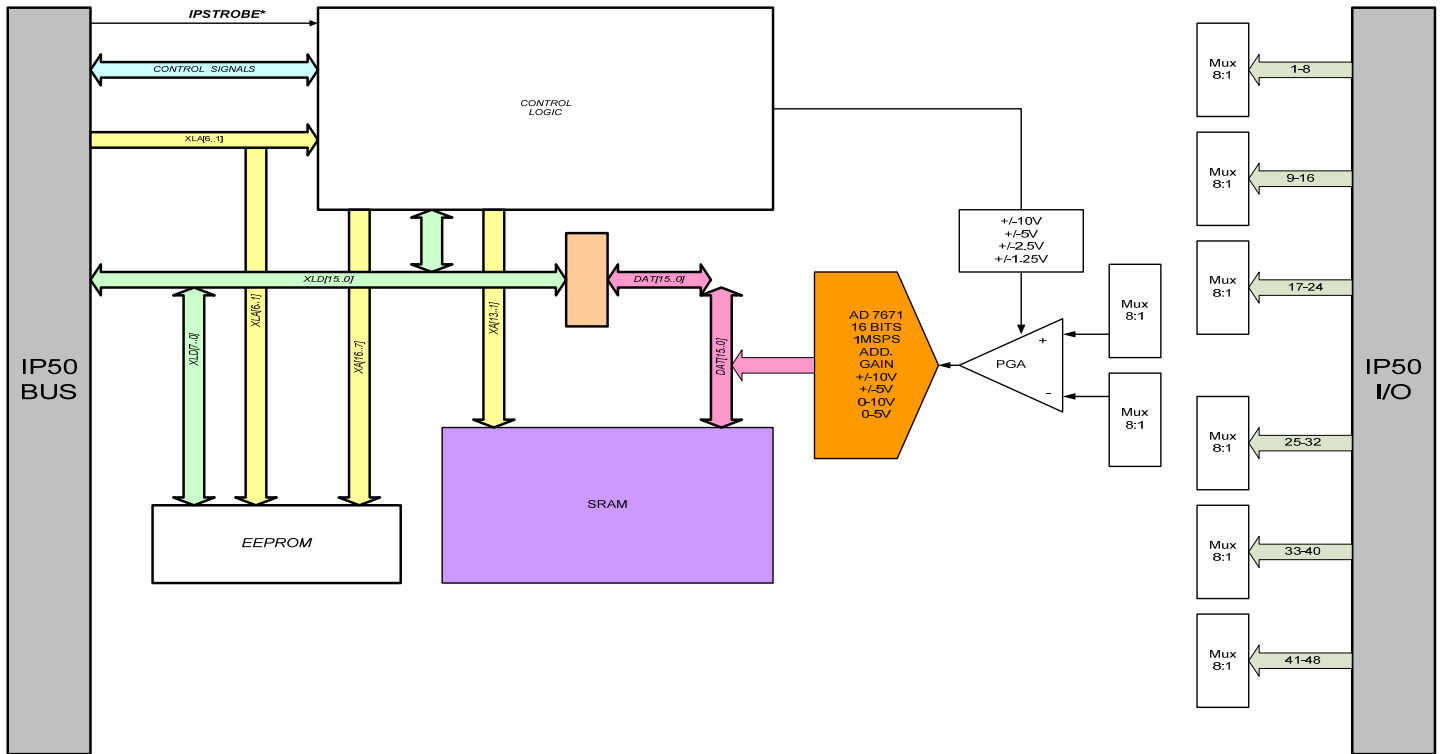 IPSTROBE*
CONTROL SIGNALS
XLA[6..1]
CONTROL
LOGIC
IP50
BUS
XLD[15..0]
XLD[7..0]
XLA[6..1]
XA[16..7]
XA[13..1]
DAT[15..0]
DAT[15.0]
EEPROM
SRAM
AD 7671
16 BITS
1MSPS
ADD.
GAIN
+/-10V
+/-5V
0-10V
0-5V
+/-10V
+/-5V
+/-2.5V
+/-1.25V
+
PGA
-
Mux
8:1
Mux
8:1
Mux
8:1
1-8
Mux
8:1
9-16
Mux
8:1
17-24
Mux
8:1
25-32
Mux
8:1
33-40
Mux
8:1
41-48
IP50
I/O